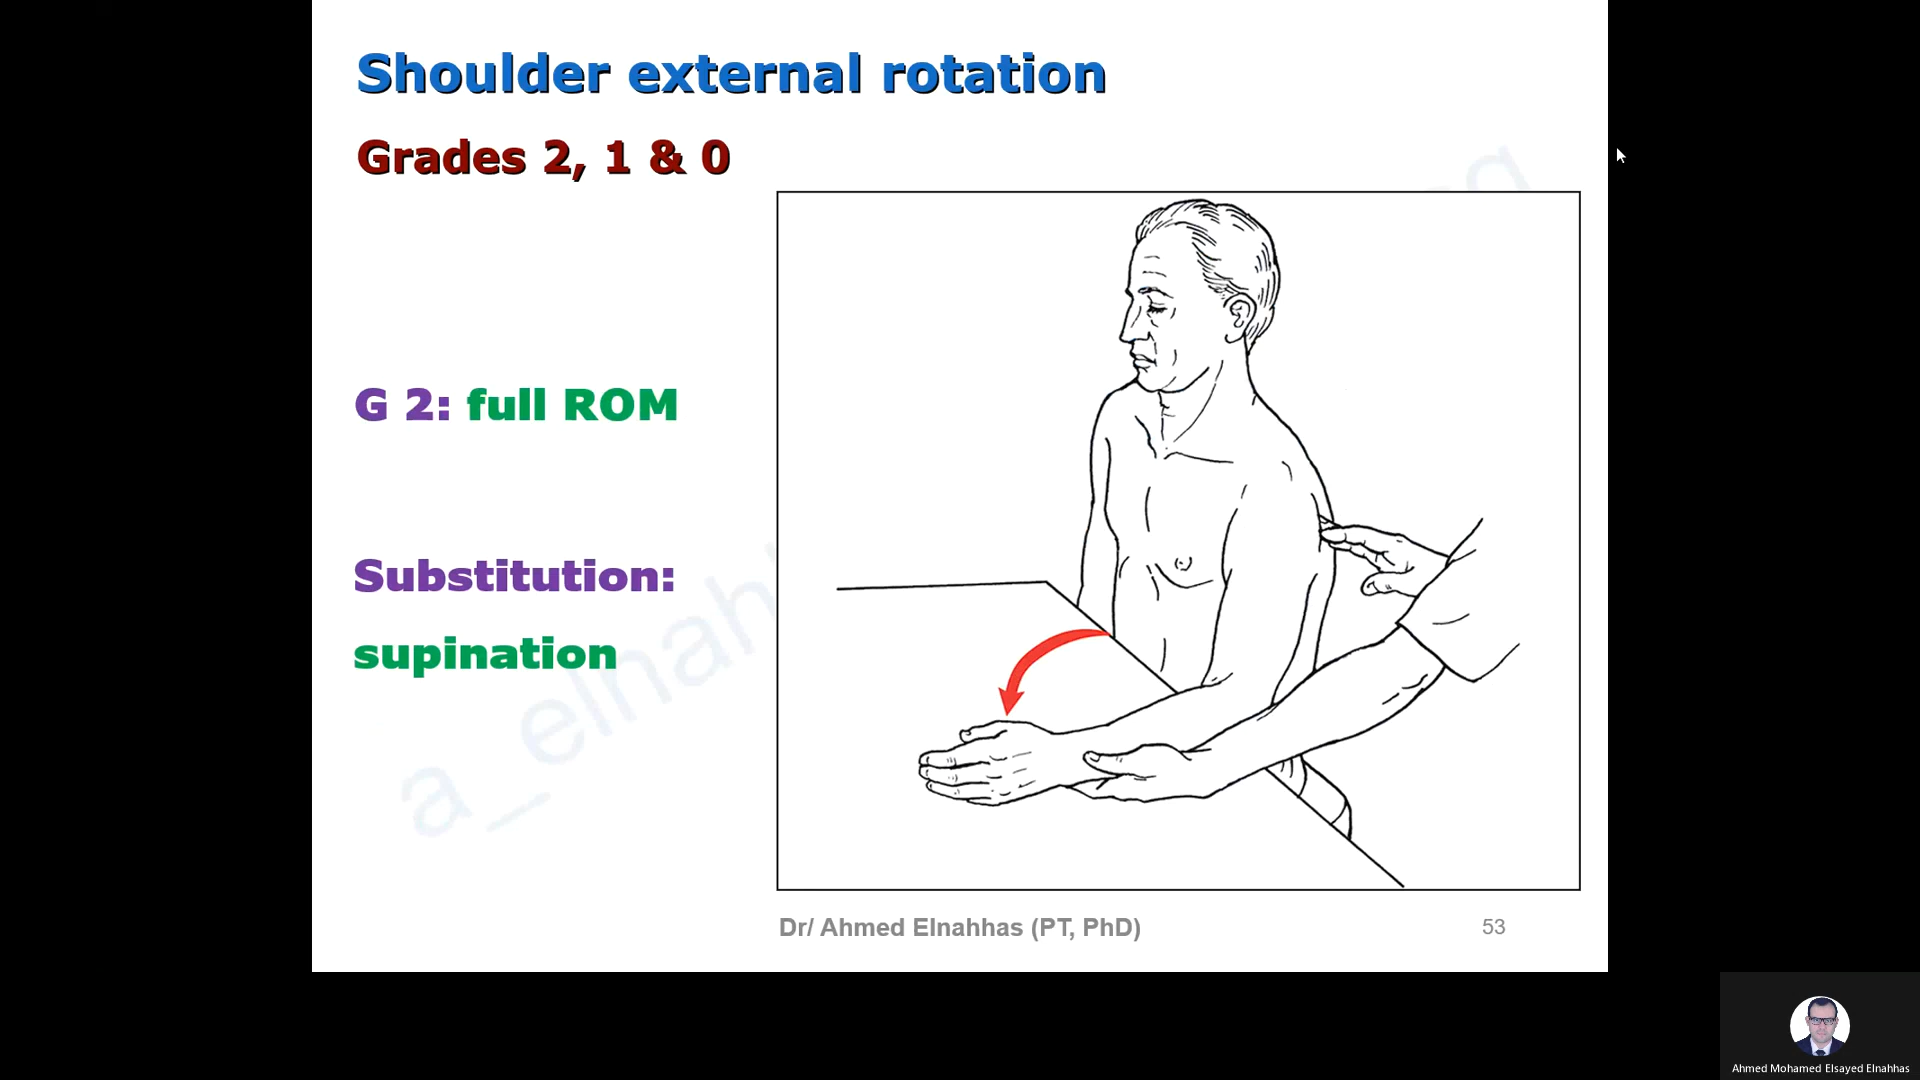 Shoulder external rotation
Grades 2, 1 & 0
G 2: full ROM
Substitution:
supination
Dr/ Ahmed Elnahhas (PT, PhD)
53
Ahmed Mohamed Elsayed Elnahhas